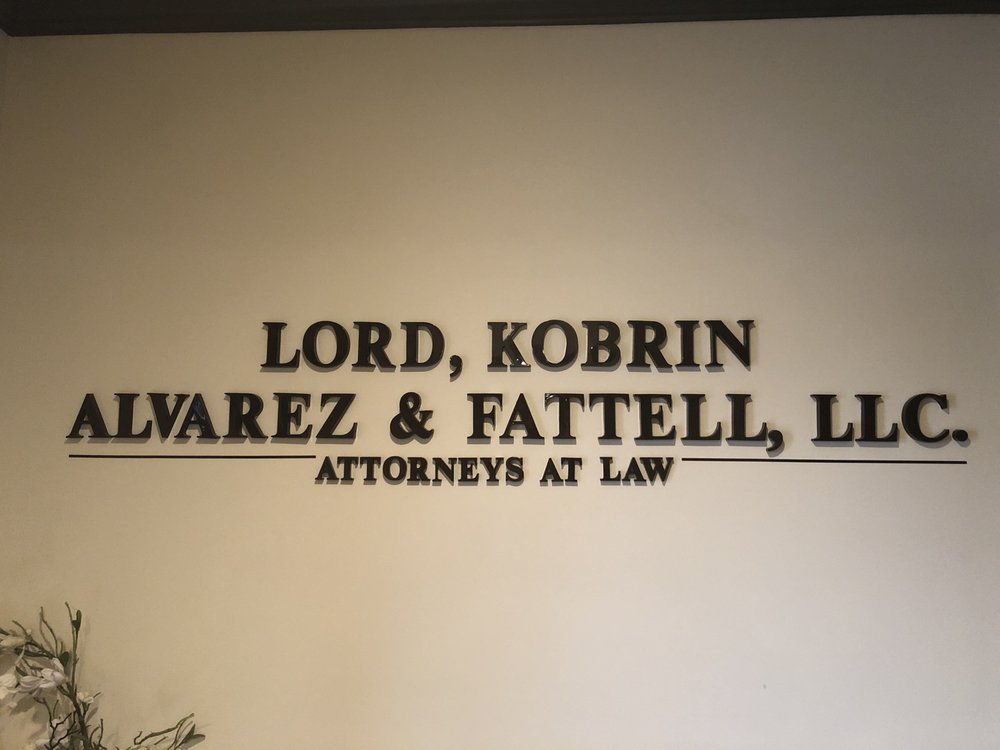 LORD, KOBRIN
ALVAREZ & FATTELL, LLC.
ATTORNEYS AT LAW